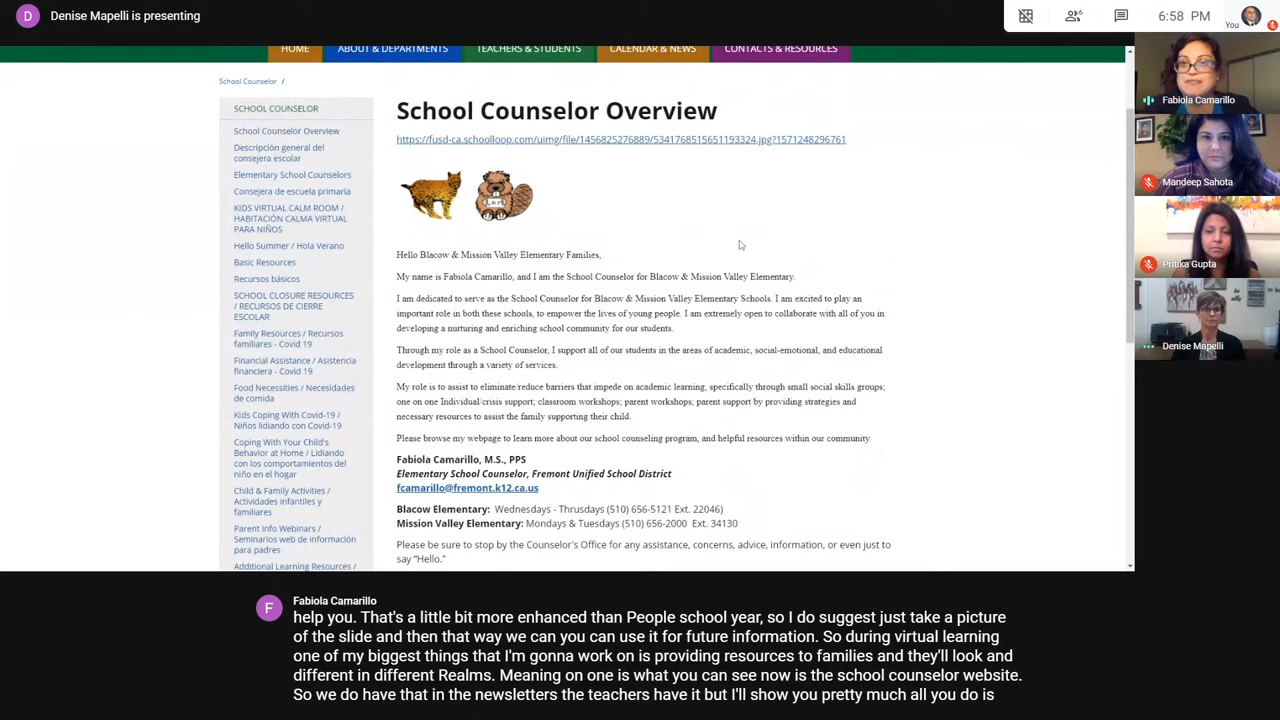 D
Denise Mapelli is presenting
6
6:58 PM
You
HOME
ABOUT & DEPARTMENTS
TEACHERS & STUDENTS
CALENDAR & NEWS
CONTACTS & RESOURCES
School Counselor /
SCHOOL COUNSELOR
School Counselor Overview
Descripción general del
consejera escolar
Elementary School Counselors
Consejera de escuela primaria
KIDS VIRTUAL CALM ROOM /
HABITACIÓN CALMA VIRTUAL
PARA NIÑOS
Hello Summer / Hola Verano
Basic Resources
Recursos básicos
SCHOOL CLOSURE RESOURCES
/ RECURSOS DE CIERRE
ESCOLAR
Family Resources / Recursos
familiares - Covid 19
Financial Assistance / Asistencia
financiera - Covid 19
Food Necessities / Necesidades
de comida
Kids Coping With Covid-19 /
Niños lidiando con Covid-19
Coping With Your Child's
Behavior at Home / Lidiando
con los comportamientos del
niño en el hogar
Child & Family Activities /
Actividades infantiles y
familiares
Parent Info Webinars /
Seminarios web de información
para padres
Additional Learning Resources /
School Counselor Overview
https://fusd-ca.schoolloop.com/uimg/file/1456825276889/5341768515651193324.jpg?1571248296761
Hello Blacow & Mission Valley Elementary Families,
My name is Fabiola Camarillo, and I am the School Counselor for Blacow & Mission Valley Elementary.
I am dedicated to serve as the School Counselor for Blacow & Mission Valley Elementary Schools. I am excited to play an
important role in both these schools, to empower the lives of young people. I am extremely open to collaborate with all of you in
developing a nurturing and enriching school community for our students.
Through my role as a School Counselor, I support all of our students in the areas of academic, social-emotional, and educational
development through a variety of services.
My role is to assist to eliminate/reduce barriers that impede on academic learning, specifically through small social skills groups;
one on one Individual/crisis support; classroom workshops; parent workshops; parent support by providing strategies and
necessary resources to assist the family supporting their child.
Please browse my webpage to learn more about our school counseling program, and helpful resources within our community.
Fabiola Camarillo, M.S., PPS
Elementary School Counselor, Fremont Unified School District
fcamarillo@fremont.k12.ca.us
Blacow Elementary: Wednesdays - Thrusdays (510) 656-5121 Ext. 22046)
Mission Valley Elementary: Mondays & Tuesdays (510) 656-2000 Ext. 34130
Please be sure to stop by the Counselor's Office for any assistance, concerns, advice, information, or even just to
say "Hello."
Fabiola Camarillo
Mandeep Sahota
Pritika Gupta
Denise Mapelli
F
Fabiola Camarillo
help you. That's a little bit more enhanced than People school year, so I do suggest just take a picture
of the slide and then that way we can you can use it for future information. So during virtual learning
one of my biggest things that I'm gonna work on is providing resources to families and they'll look and
different in different Realms. Meaning on one is what you can see now is the school counselor website.
So we do have that in the newsletters the teachers have it but I'll show you pretty much all you do is